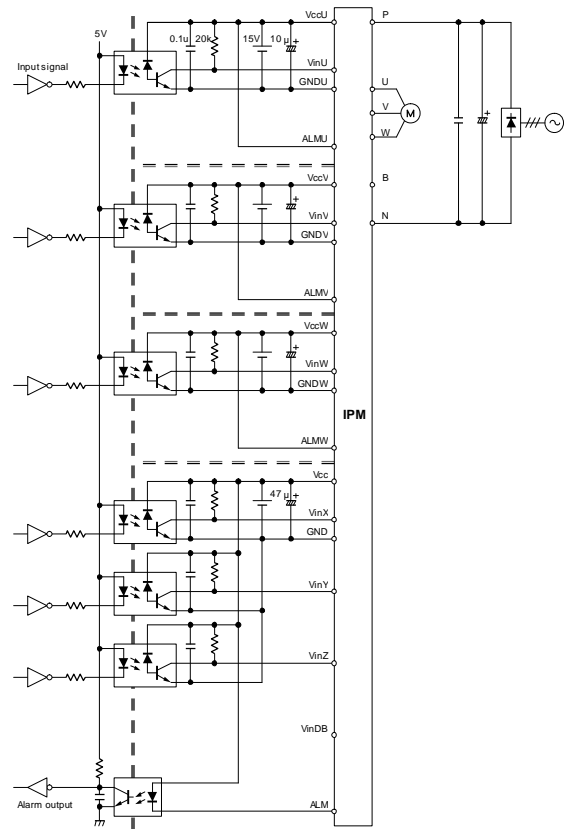 VccU
P
5V
0.1u 20k 15V 10 μ +
Input signal
VinU
GNDU
U
V
M
W
ALMU
VccV
B
+
VinV
N
GNDV
ALMV
VccW
+
VinW
GNDW
IPM
ALMW
Vcc
47 μ +
VinX
GND
VinY
VinZ
VinDB
Alarm output
ALM